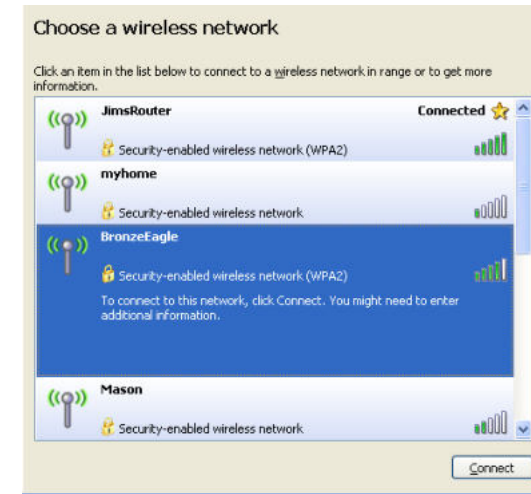 Choose a wireless network
Click an item in the list below to connect to a wireless network in range or to get more
information.
JimsRouter Connected
Security-enabled wireless network (WPA2)
myhome
Security-enabled wireless network
BronzeEagle
Security-enabled wireless network (WPA2)
To connect to this network, click Connect. You might need to enter
additional information.
Mason
Security-enabled wireless network
Connect